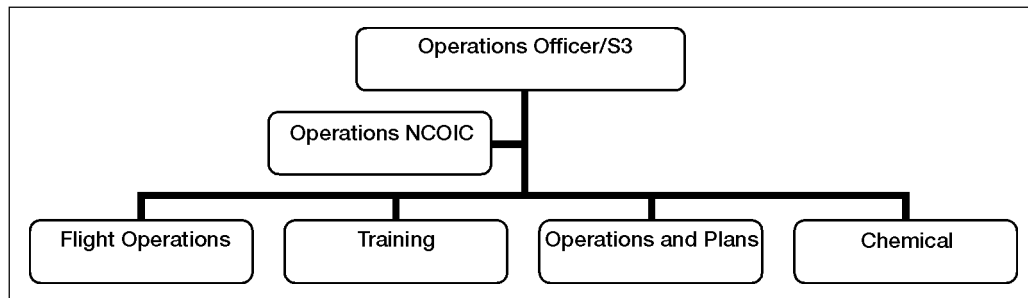 Operations Officer/S3
Operations NCOIC
Flight Operations
Training
Operations and Plans
Chemical